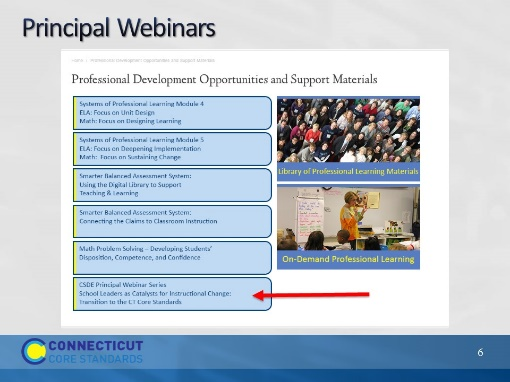 Principal Webinars
Home › Professional Development Opportunities and Support Materials
Professional Development Opportunities and Support Materials
Systems of Professional Learning Module 4
ELA: Focus on Unit Design
Math: Focus on Designing Learning
Systems of Professional Learning Module 5
ELA: Focus on Deepening Implementation
Math: Focus on Sustaining Change
Smarter Balanced Assessment System:
Using the Digital Library to Support
Teaching & Learning
Smarter Balanced Assessment System:
Connecting the Claims to Classroom Instruction
Math Problem Solving – Developing Students'
Disposition, Competence, and Confidence
CSDE Principal Webinar Series
School Leaders as Catalysts for Instructional Change:
Transition to the CT Core Standards
Library of Professional Learning Materials
On-Demand Professional Learning
CONNECTICUT
CORE STANDARDS
6